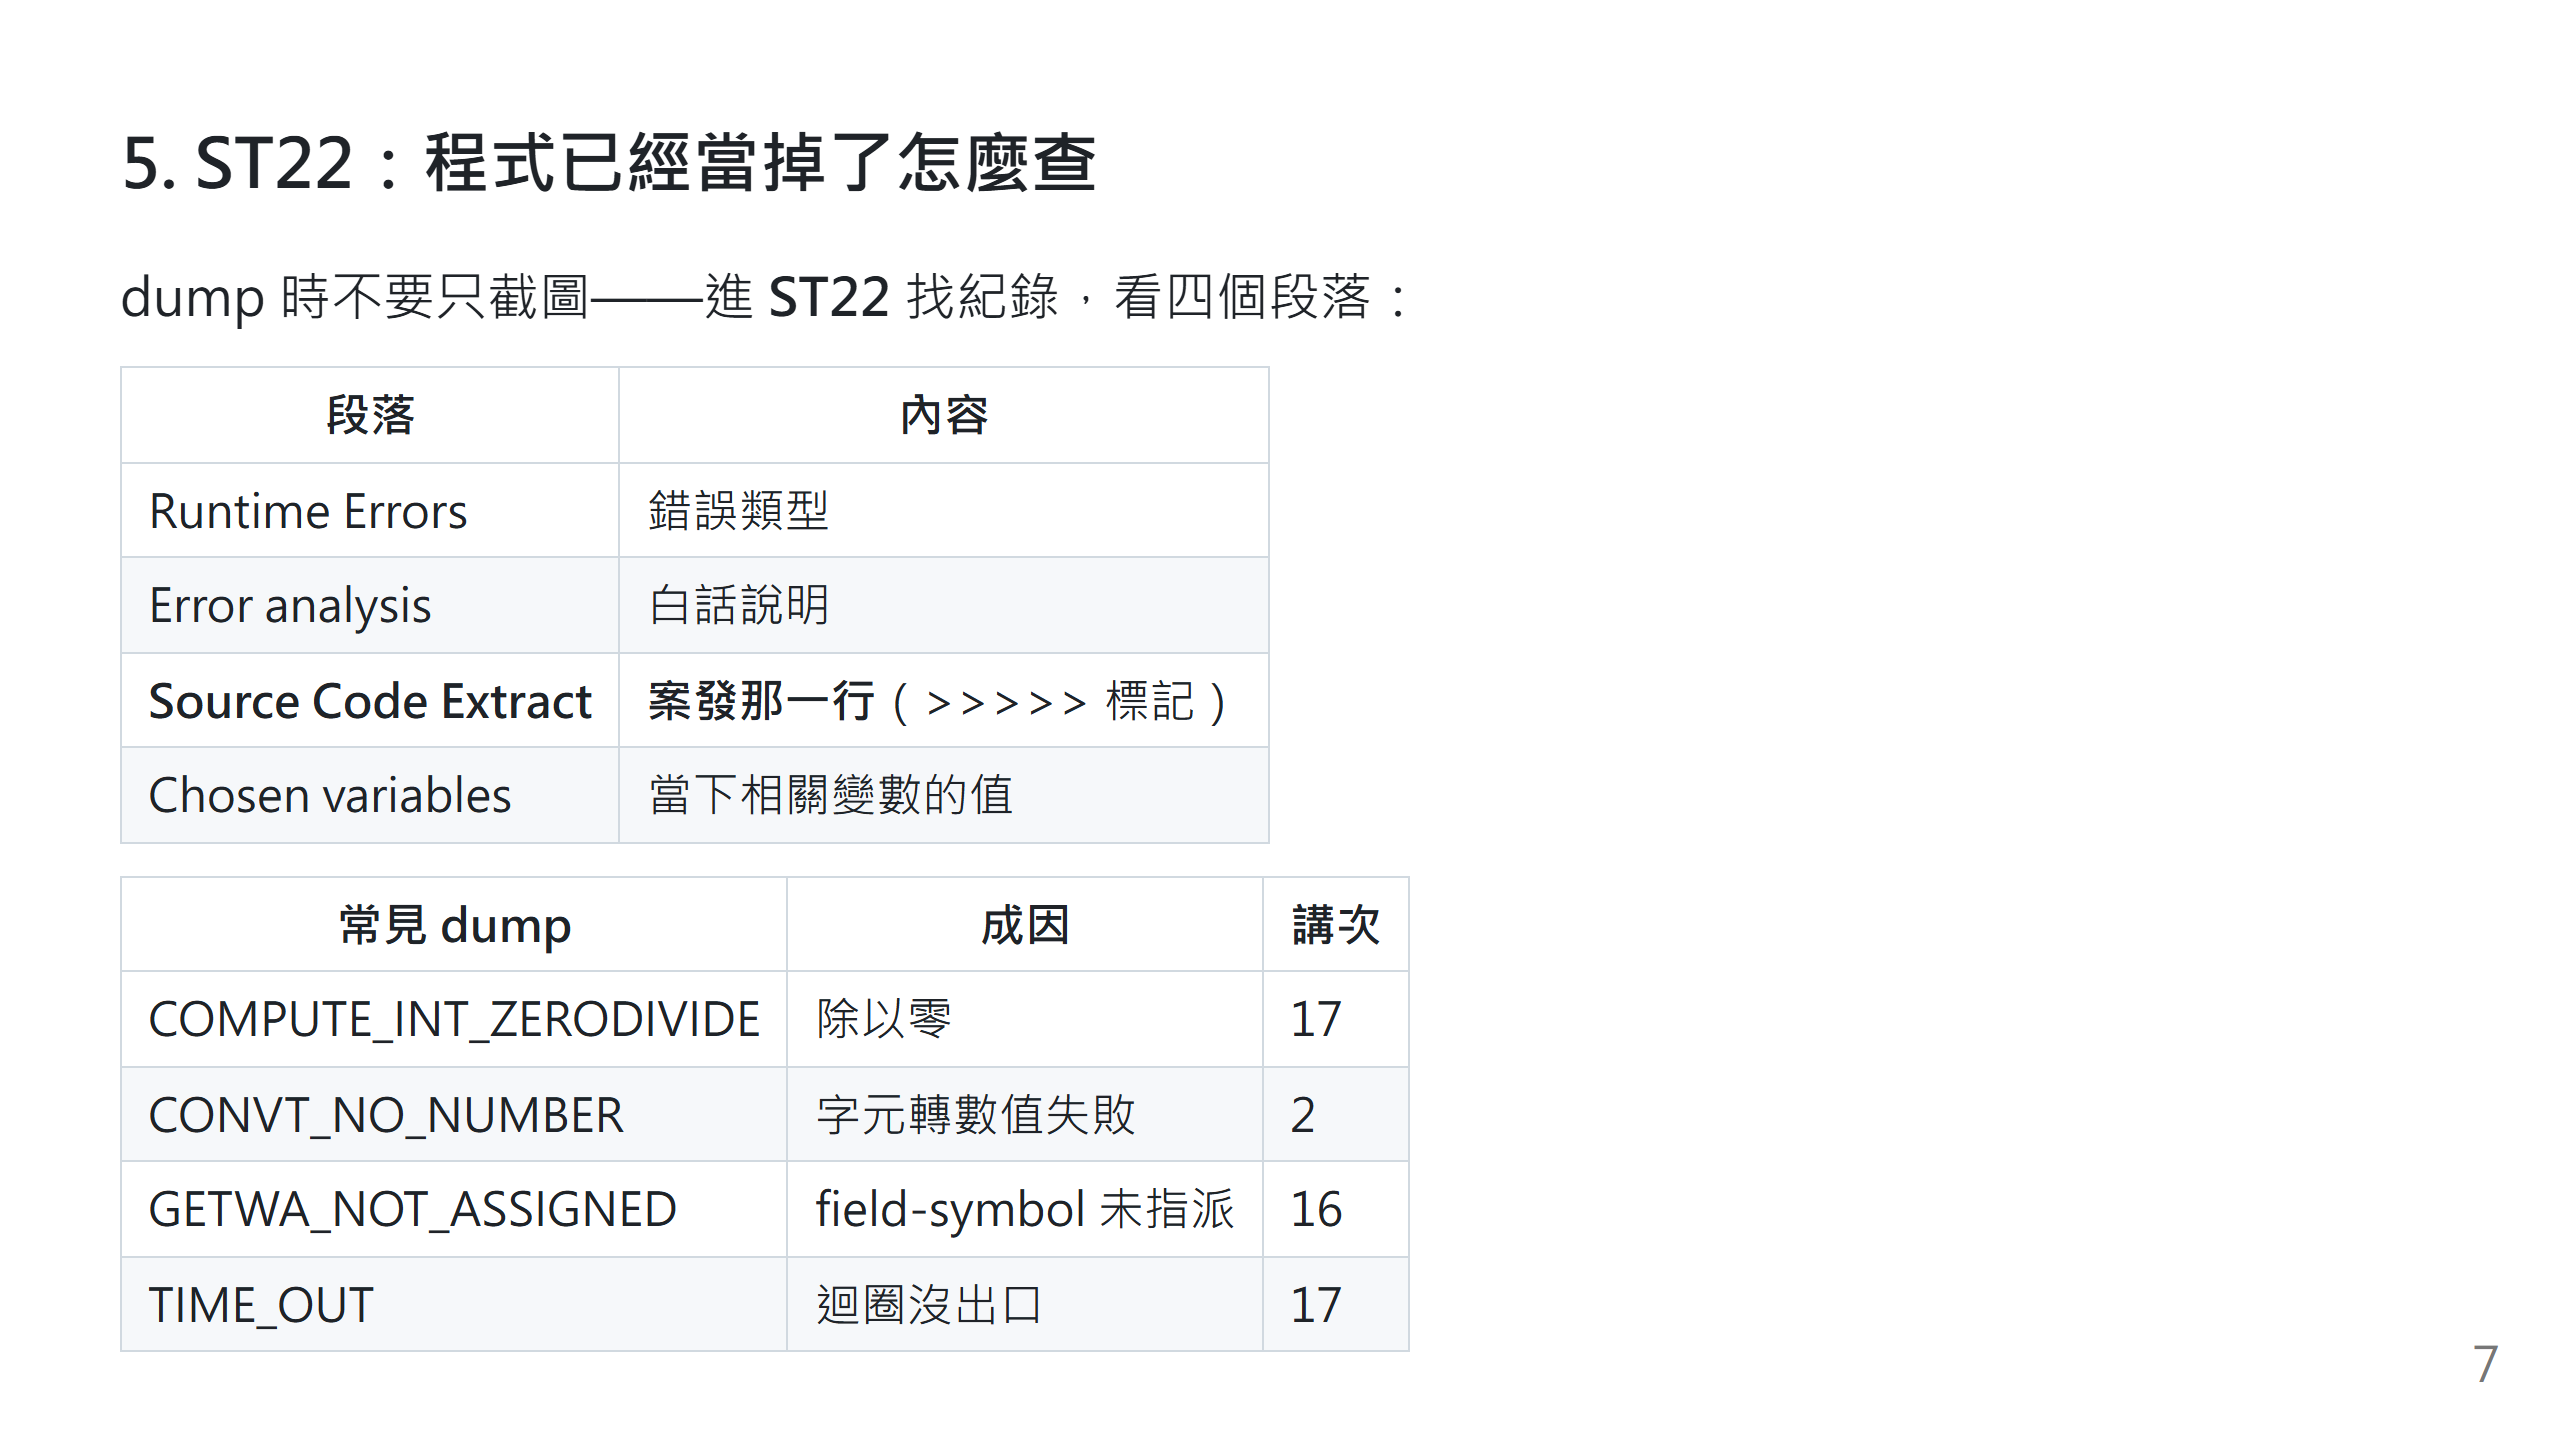 5. ST22：程式已經當掉了怎麼查
dump 時不要只截圖——進 ST22 找紀錄，看四個段落：
段落 內容
Runtime Errors 錯誤類型
Error analysis 白話說明
Source Code Extract 案發那一行（>>>>> 標記）
Chosen variables 當下相關變數的值
常見 dump 成因 講次
COMPUTE_INT_ZERODIVIDE 除以零 17
CONVT_NO_NUMBER 字元轉數值失敗 2
GETWA_NOT_ASSIGNED field-symbol 未指派 16
TIME_OUT 迴圈沒出口 17
7